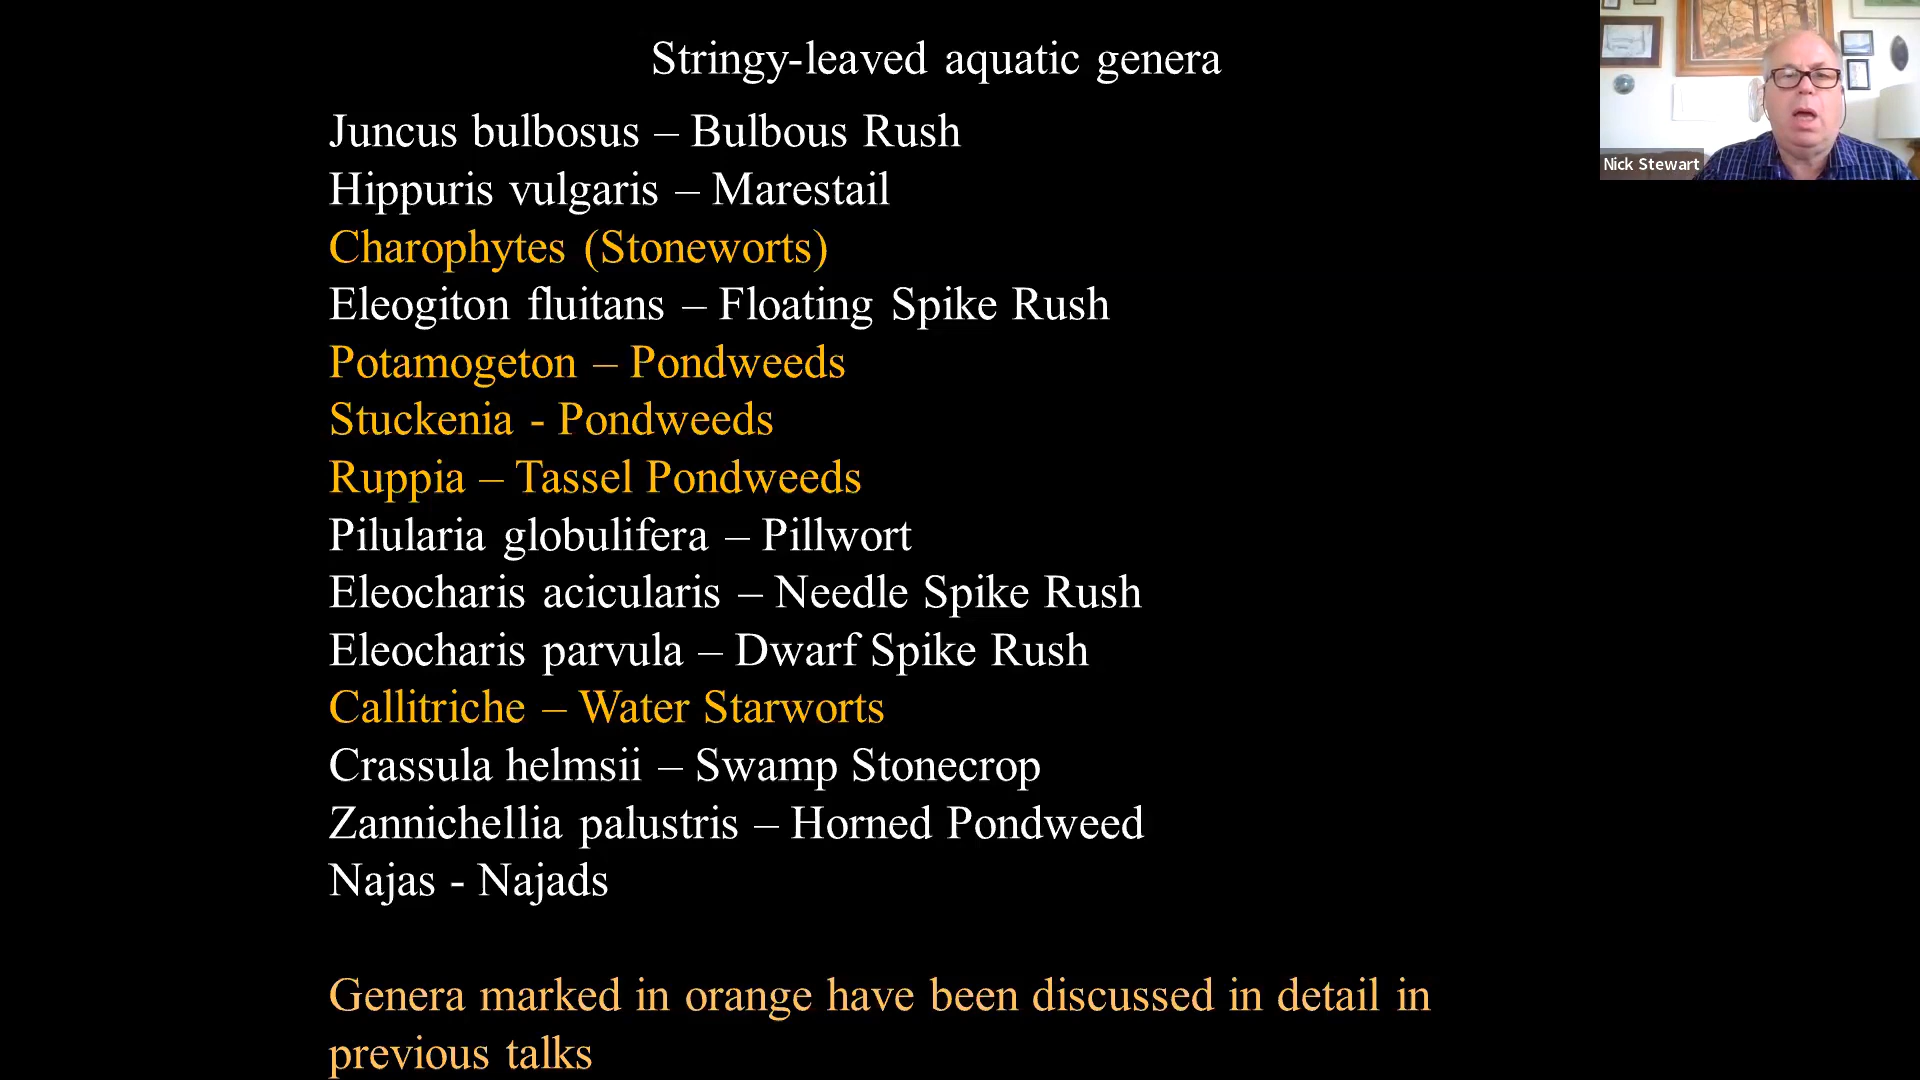 Stringy-leaved aquatic genera
Juncus bulbosus – Bulbous Rush
Hippuris vulgaris – Marestail
Charophytes (Stoneworts)
Eleogiton fluitans – Floating Spike Rush
Potamogeton – Pondweeds
Stuckenia - Pondweeds
Ruppia – Tassel Pondweeds
Pilularia globulifera – Pillwort
Eleocharis acicularis – Needle Spike Rush
Eleocharis parvula – Dwarf Spike Rush
Callitriche – Water Starworts
Crassula helmsii – Swamp Stonecrop
Zannichellia palustris – Horned Pondweed
Najas - Najads
Genera marked in orange have been discussed in detail in
previous talks
Nick Stewart